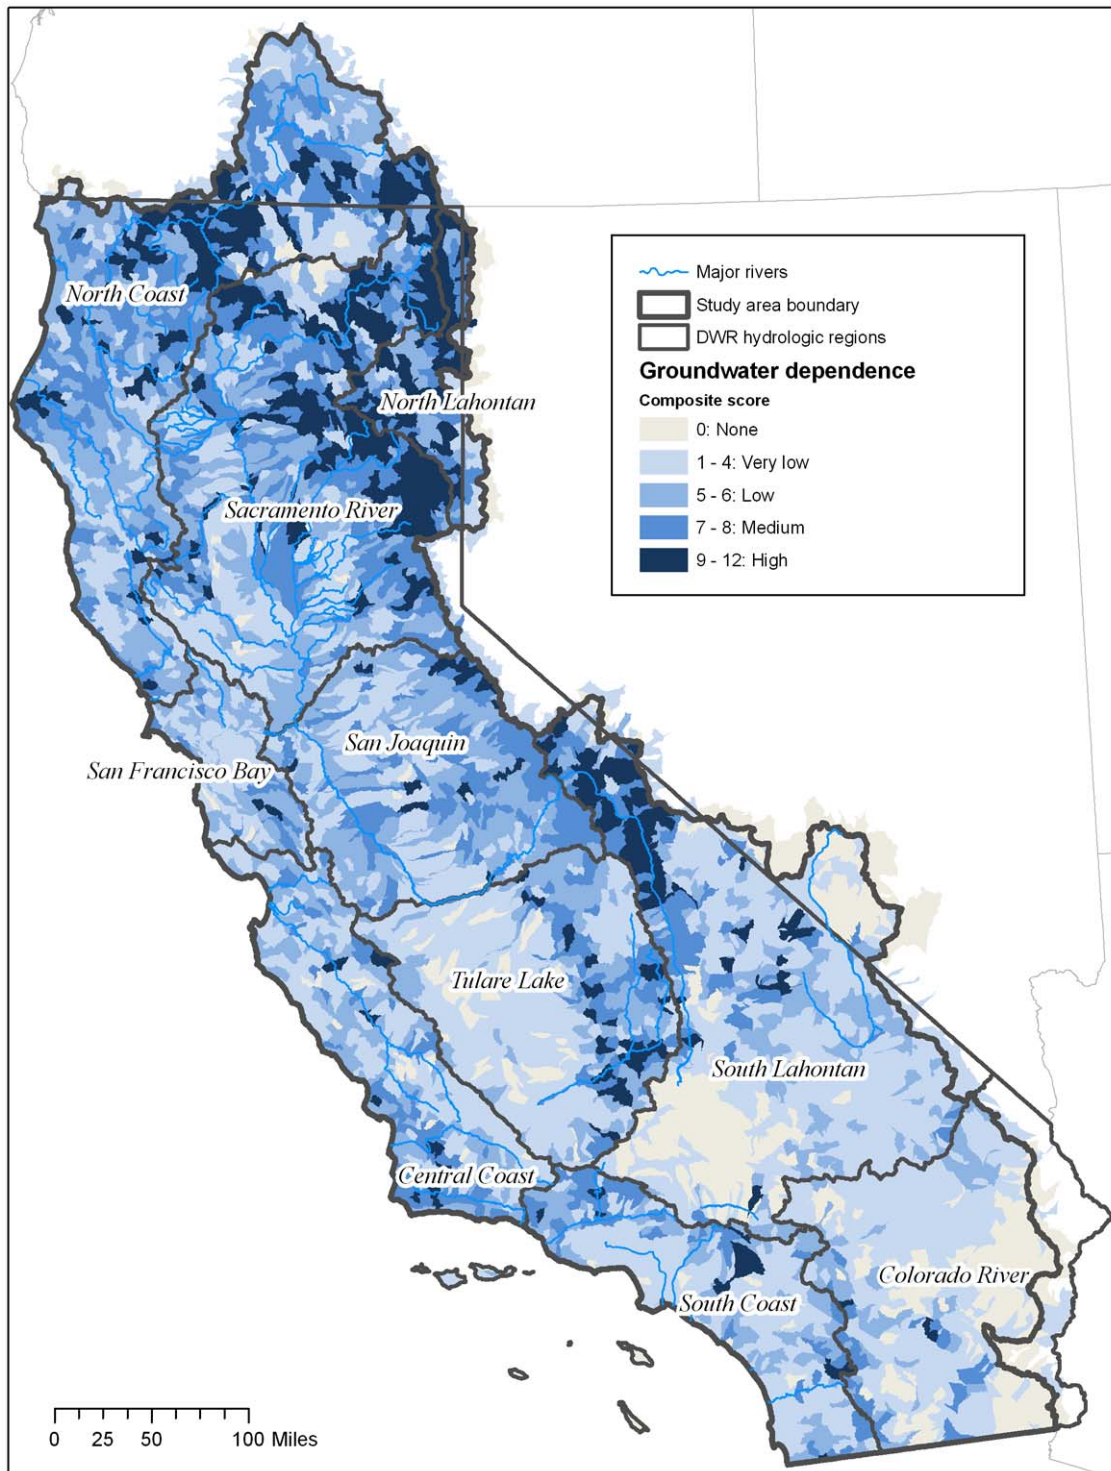 Major rivers
Study area boundary
DWR hydrologic regions
Groundwater dependence
Composite score
0: None
1 - 4: Very low
5 - 6: Low
7 - 8: Medium
9 - 12: High
North Coast
North Lahontan
Sacramento River
San Joaquin
San Francisco Bay
Tulare Lake
South Lahontan
Central Coast
Colorado River
South Coast
0 25 50 100 Miles